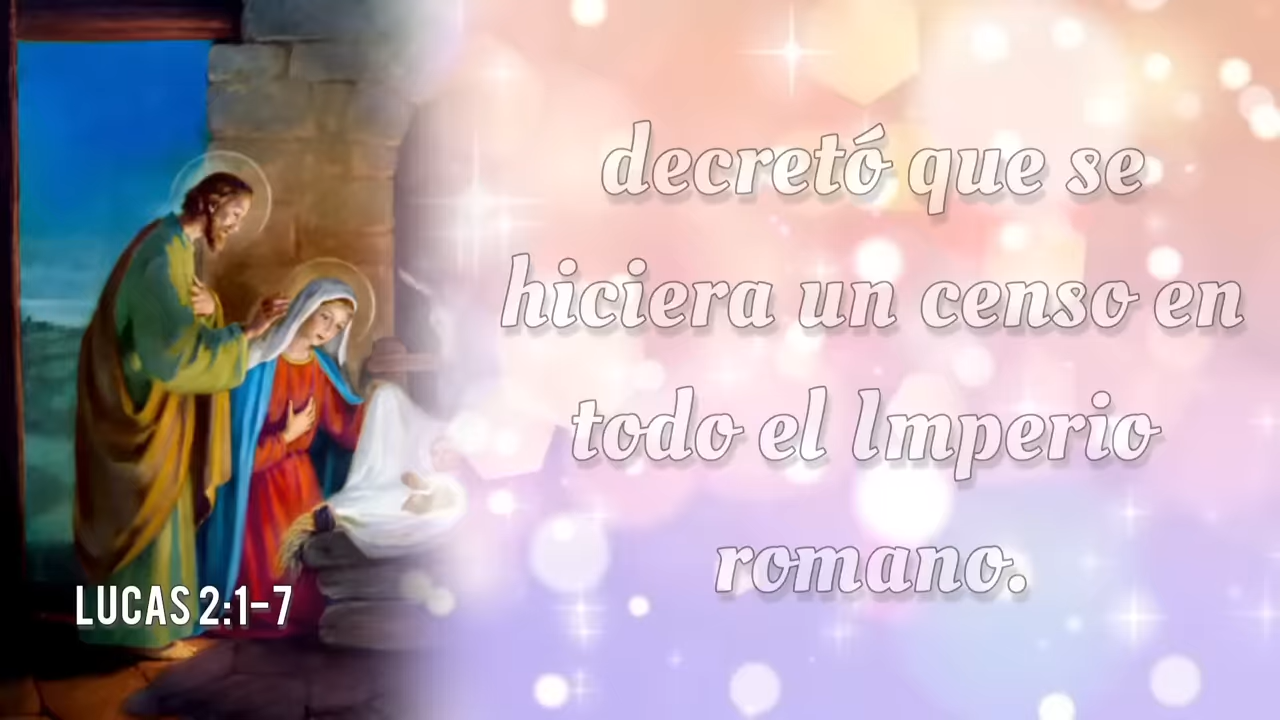 decretó que se
hiciera un censo en
todo el Imperio
romano.
LUCAS 2:1-7